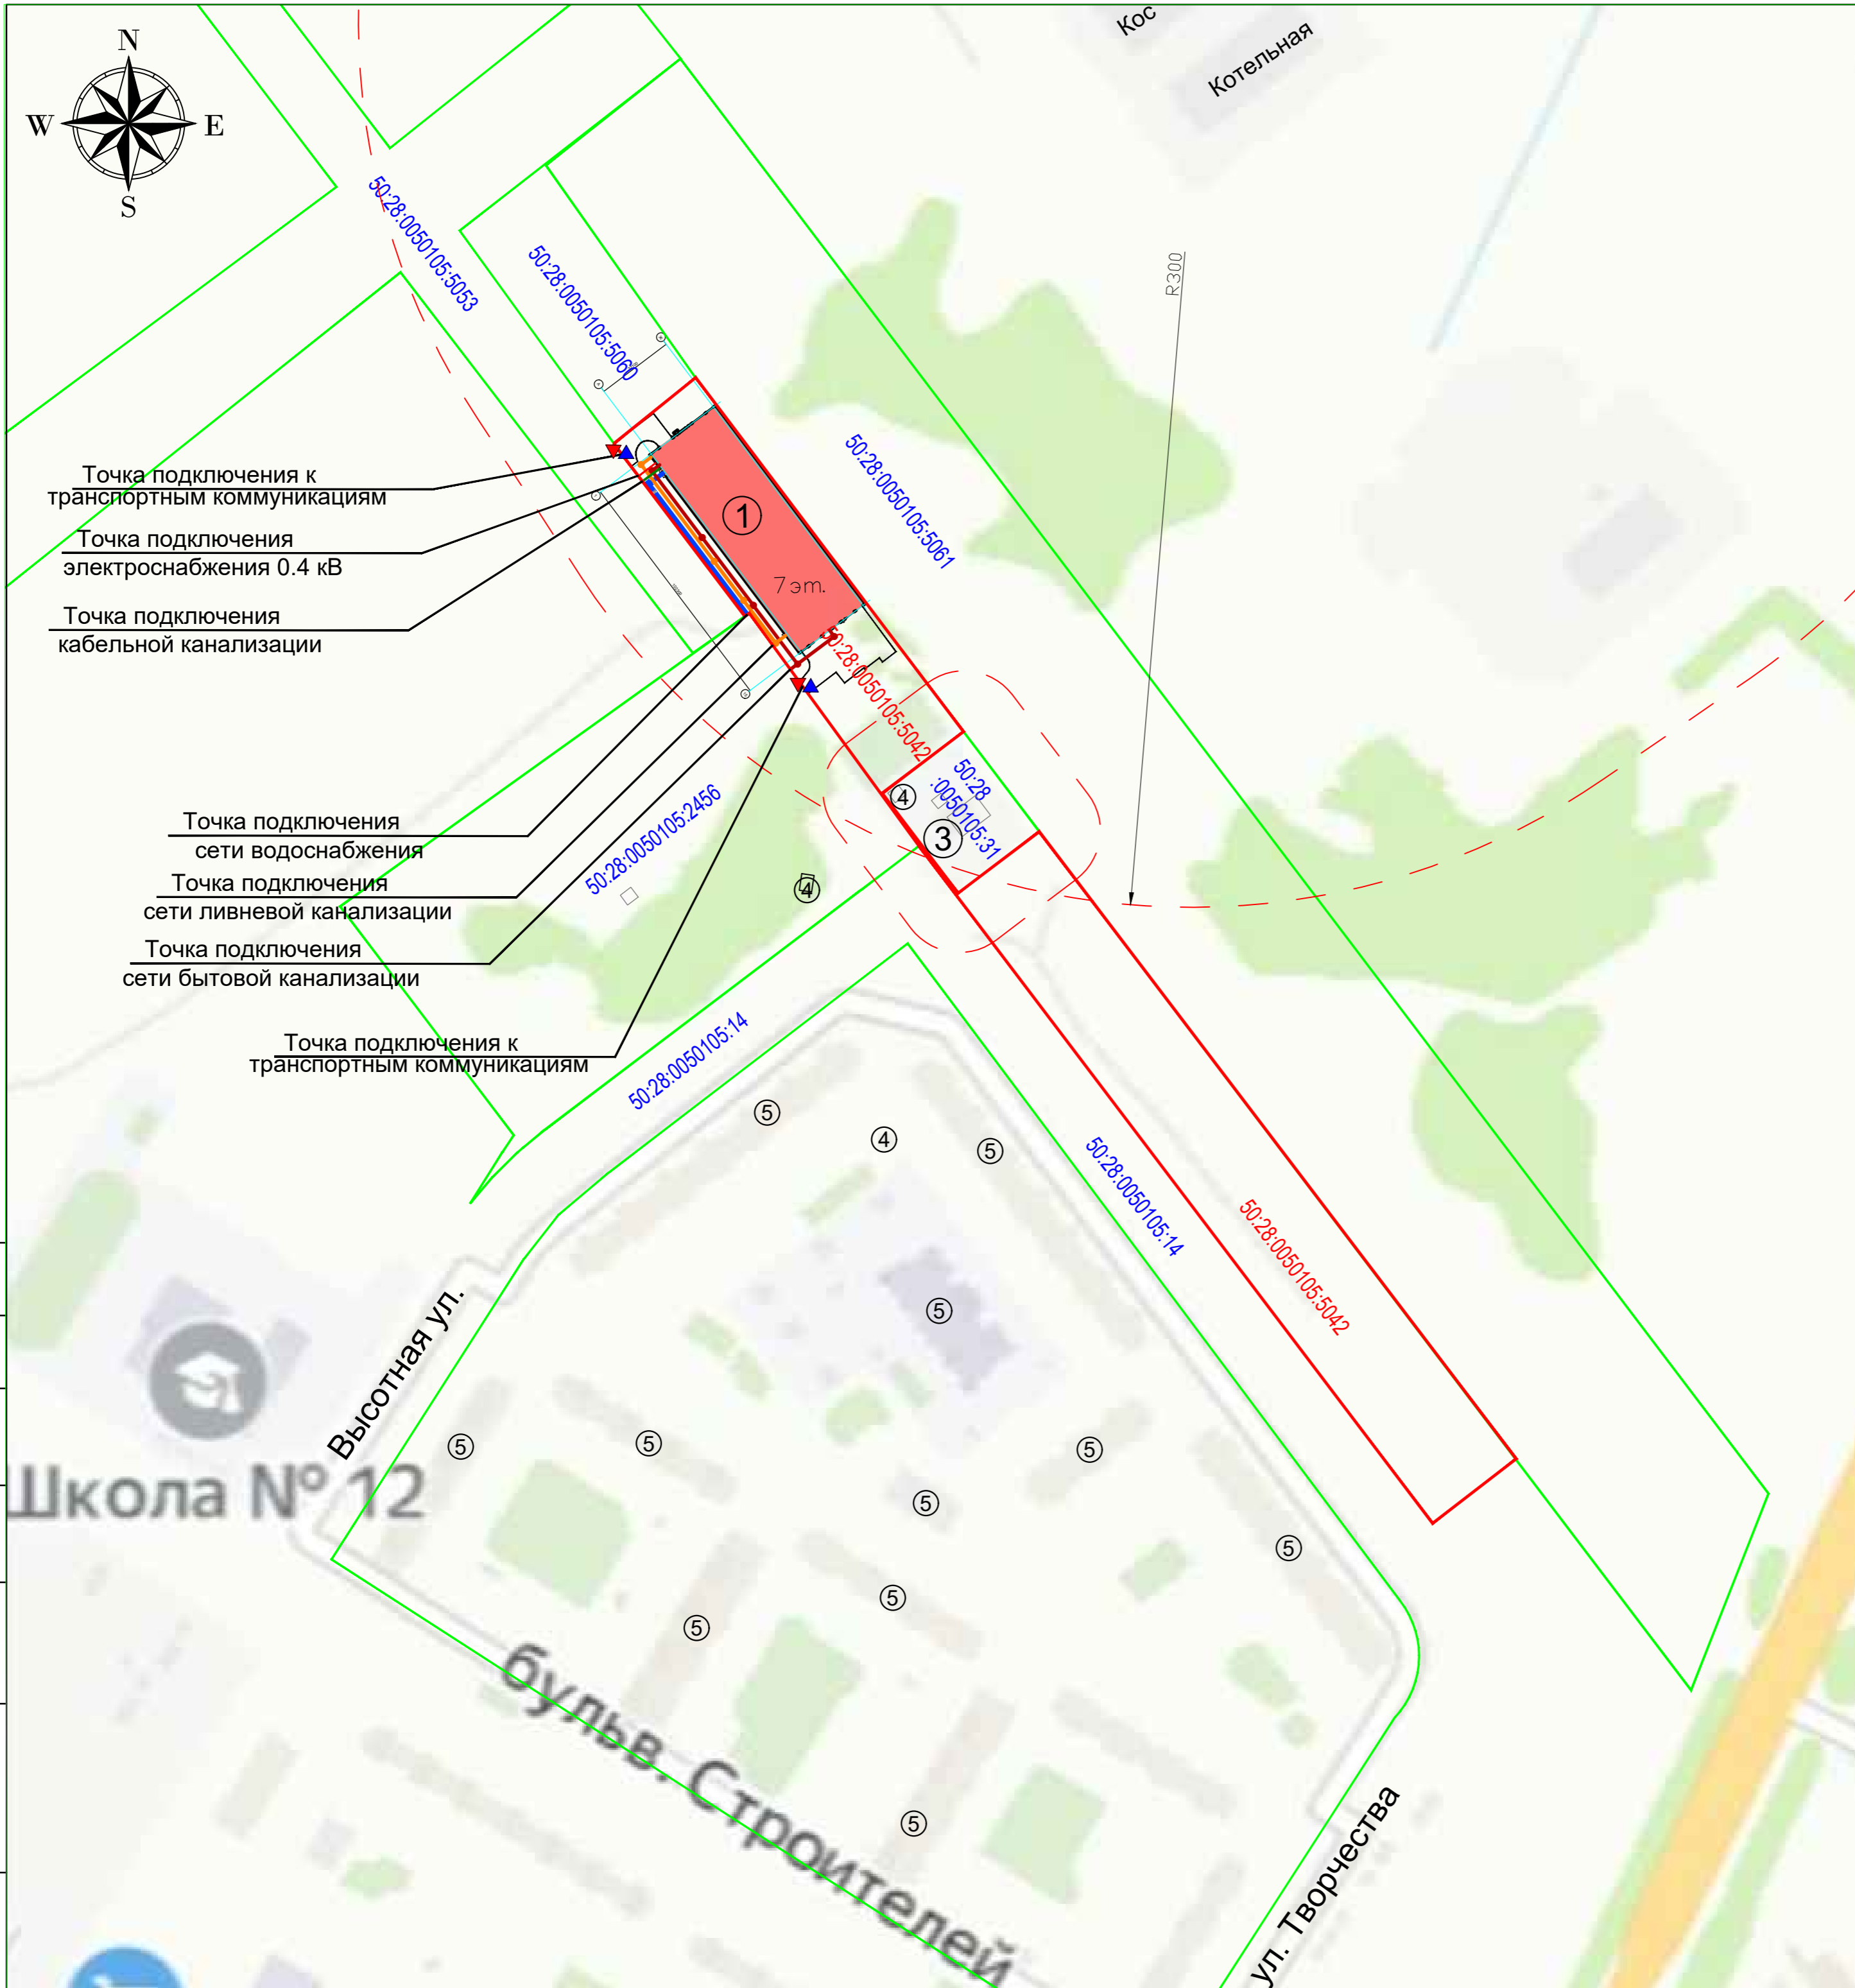 Кос
Котельная
N
W
E
S
R300
50:28:0050105:5053
50:28:0050105:5060
50:28:0050105:5061
Точка подключения к
транспортным коммуникациям
Точка подключения
электроснабжения 0.4 кВ
Точка подключения
кабельной канализации
1
7эт.
50:28:0050105:5042
50:28
:0050105:31
4
3
50:28:0050105:2456
4
Точка подключения
сети водоснабжения
Точка подключения
сети ливневой канализации
Точка подключения
сети бытовой канализации
Точка подключения к
транспортным коммуникациям
50:28:0050105:14
5
4
5
50:28:0050105:14
50:28:0050105:5042
5
Высотная ул.
Школа № 12
5
5
5
5
5
5
5
бульв. Строителей
5
ул. Творчества